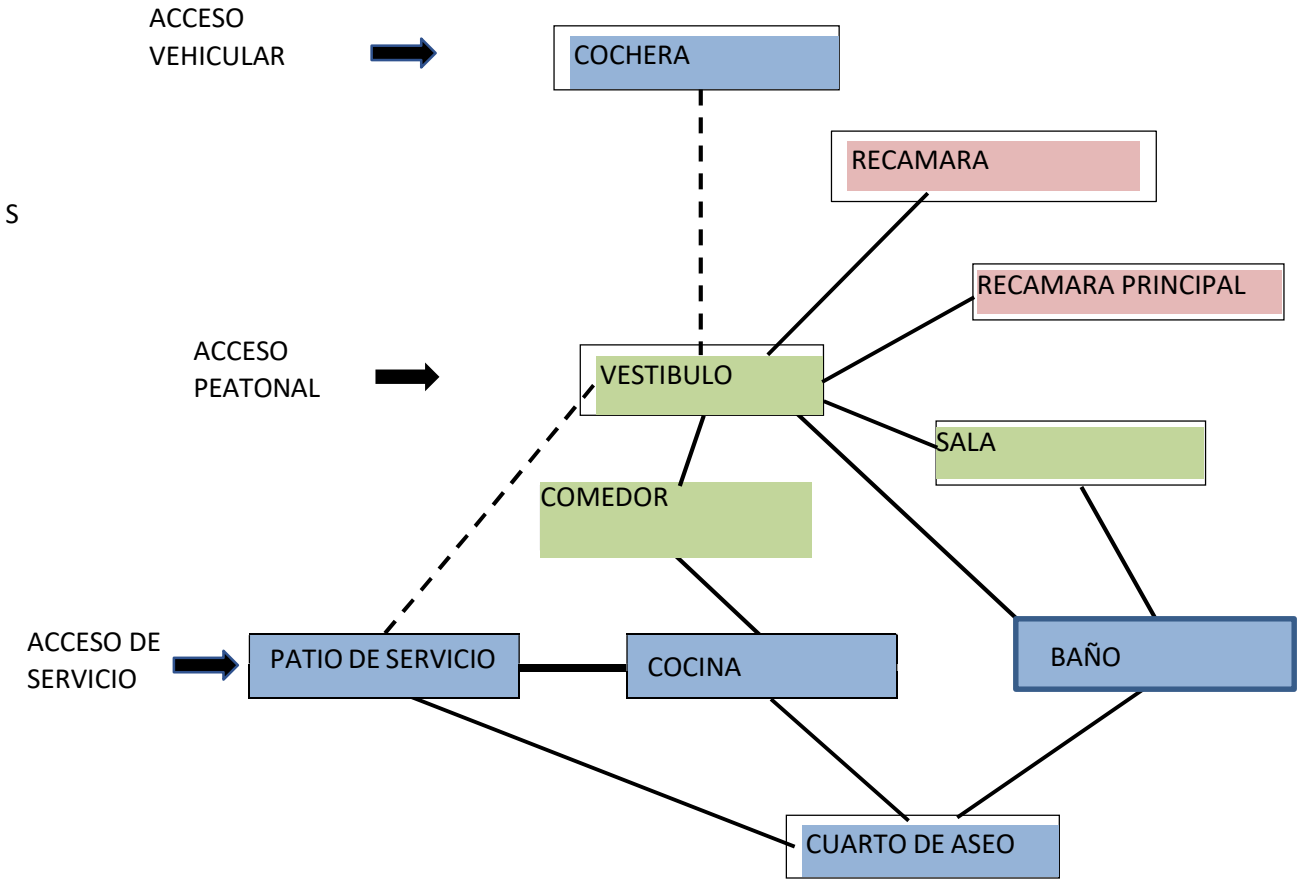 ACCESO
VEHICULAR
COCHERA
RECAMARA
S
RECAMARA PRINCIPAL
ACCESO
PEATONAL
VESTIBULO
SALA
COMEDOR
ACCESO DE
SERVICIO
PATIO DE SERVICIO
COCINA
BAÑO
CUARTO DE ASEO